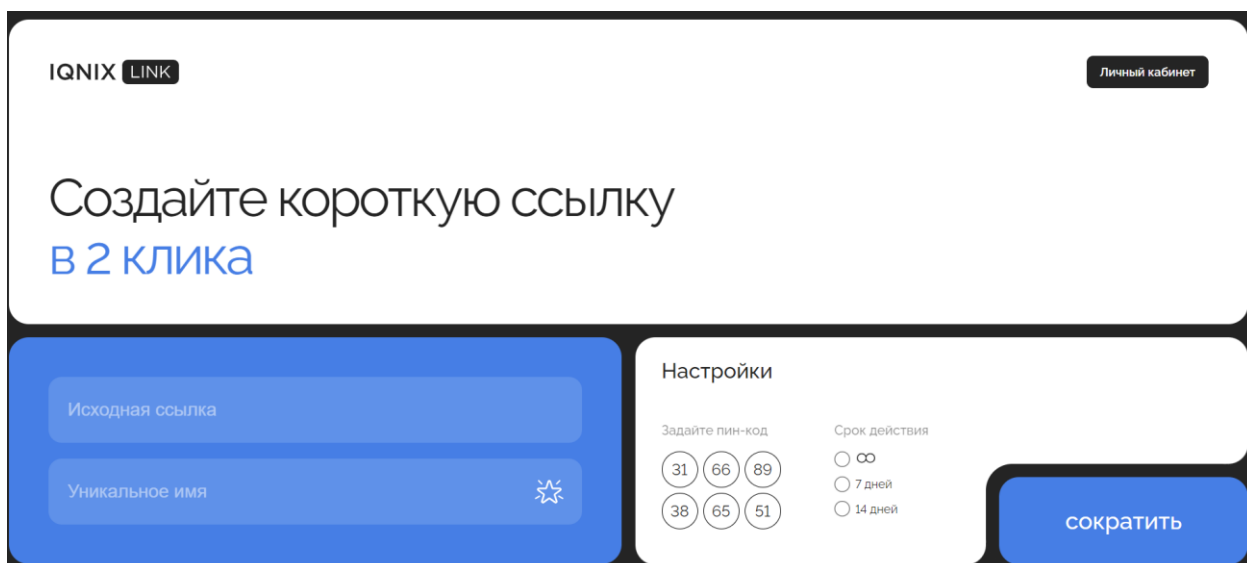 IQNIX LINK
Личный кабинет
Создайте короткую ссылку
в 2 клика
Исходная ссылка
Уникальное имя
Настройки
Задайте пин-код
31 66 89
38 65 51
Срок действия
∞
7 дней
14 дней
сократить